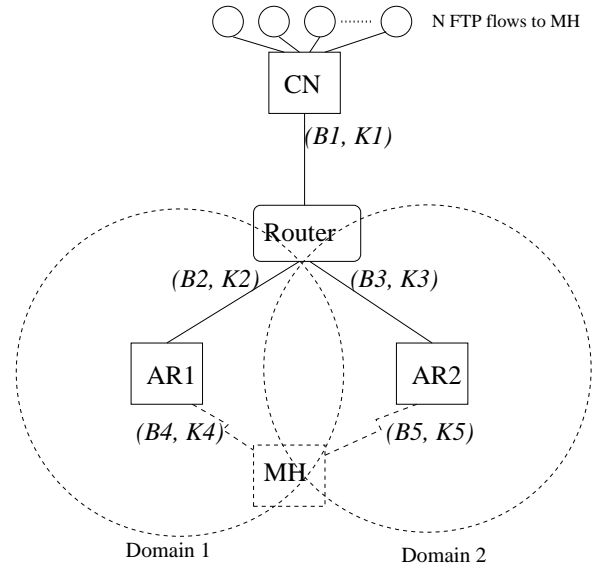 N FTP flows to MH
CN
(B1, K1)
Router
(B2, K2)
(B3, K3)
AR1
AR2
(B4, K4)
(B5, K5)
MH
Domain 1
Domain 2